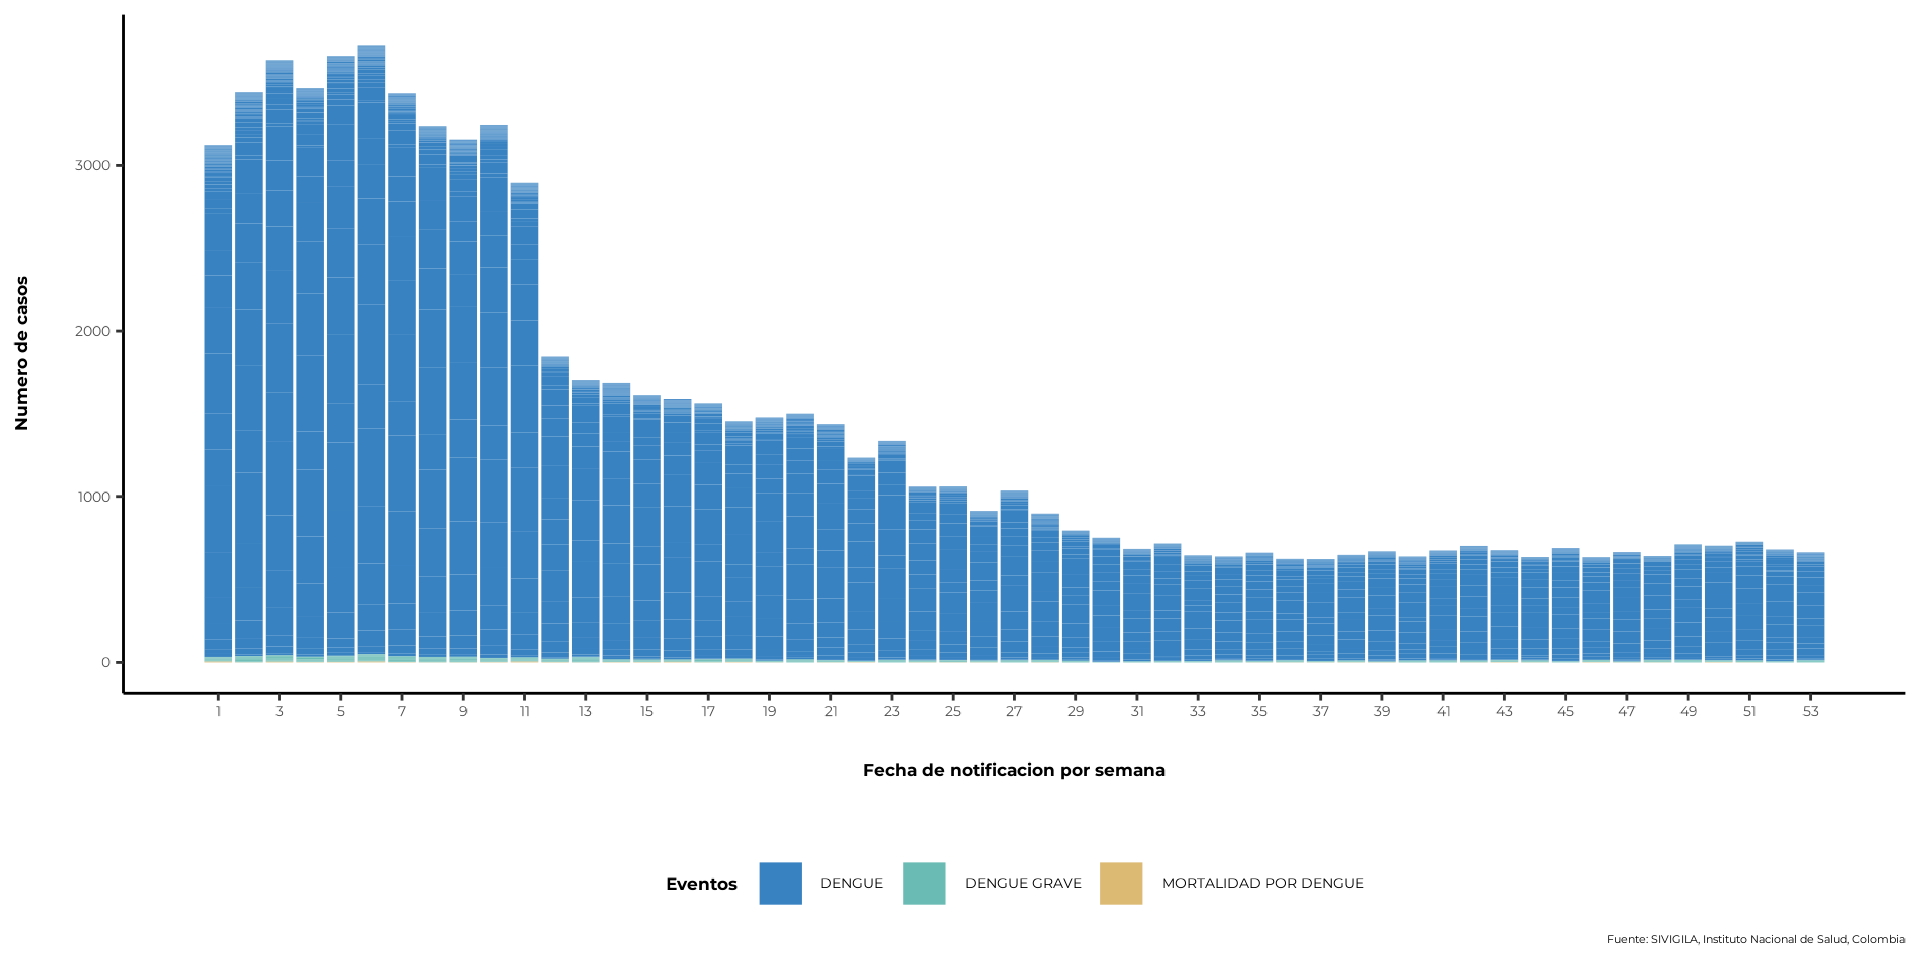 Numero de casos
3000
2000
1000
0
1 3 5 7 9 11 13 15 17 19 21 23 25 27 29 31 33 35 37 39 41 43 45 47 49 51 53
Fecha de notificacion por semana
Eventos DENGUE DENGUE GRAVE MORTALIDAD POR DENGUE
Fuente: SIVIGILA, Instituto Nacional de Salud, Colombia